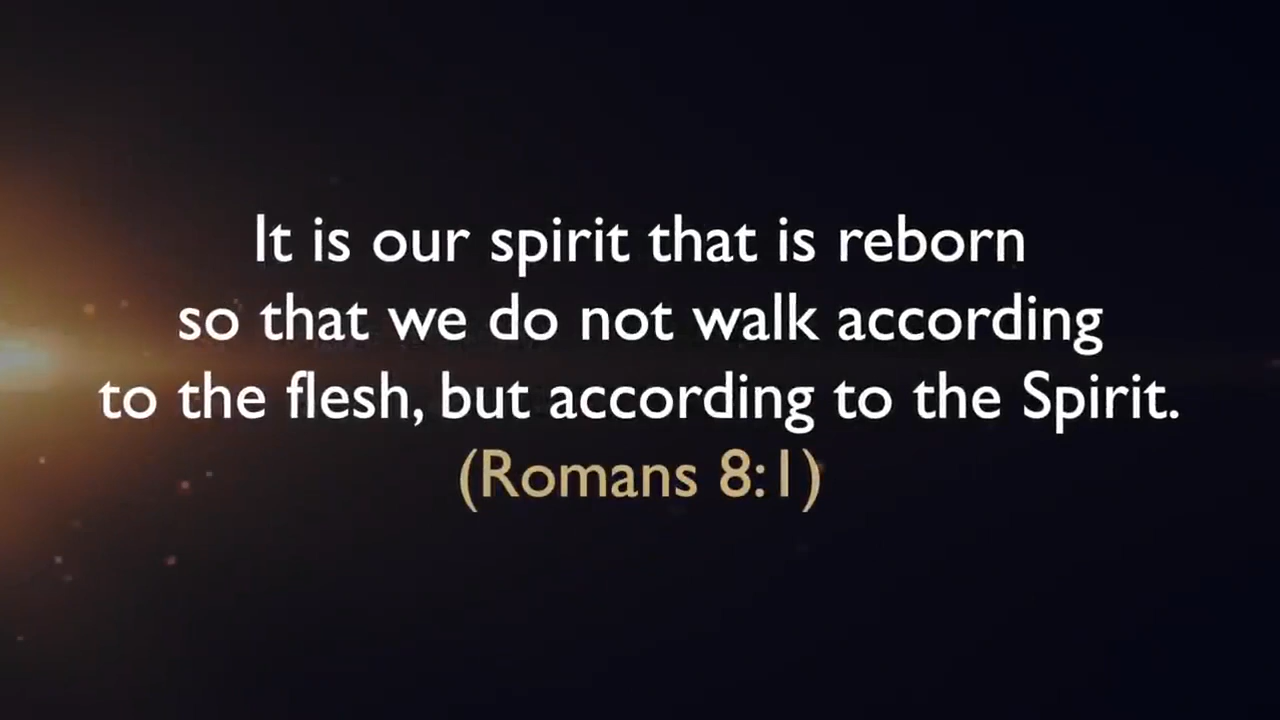 It is our spirit that is reborn
so that we do not walk according
to the flesh, but according to the Spirit.
(Romans 8:1)